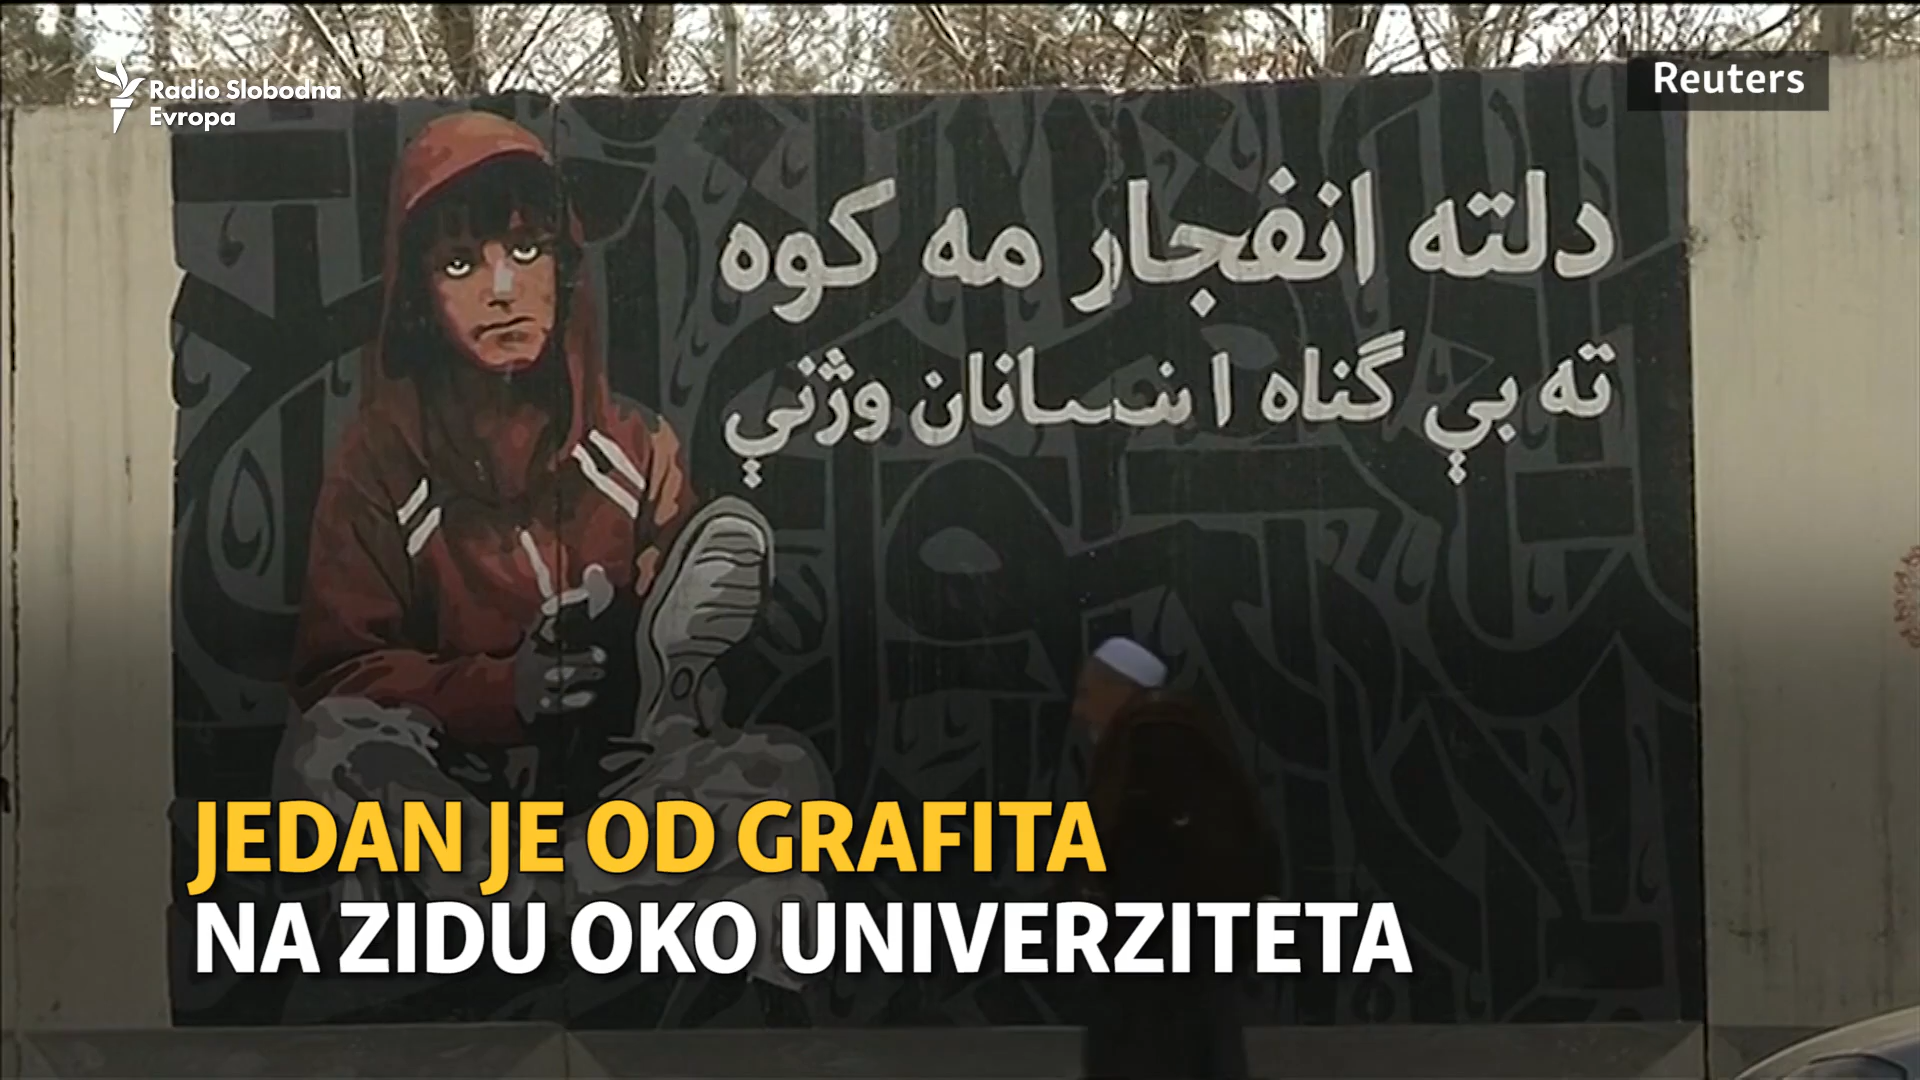 Radio Slobodna
Evropa
Reuters
دلته انفجار مه کوه
ته بې گناه انسانان وژنې
JEDAN JE OD GRAFITA
NA ZIDU OKO UNIVERZITETA